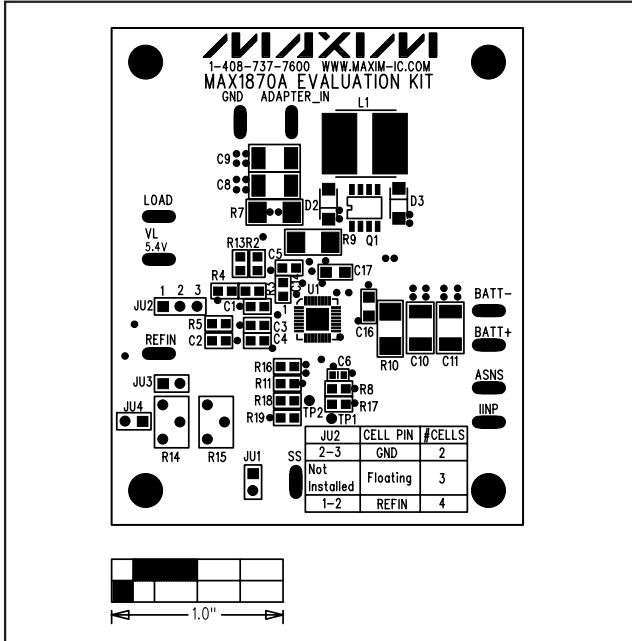 MAXIM
1-408-737-7600 WWW.MAXIM-IC.COM
MAX1870A EVALUATION KIT
GND ADAPTER_IN
L1
C9
C8
R7
D2
D3
Q1
LOAD
VL
5.4V
R13 R2
R9
C5
C17
R4
U1
1 2 3
JU2
C1
1
BATT-
R5
C3
C16
BATT+
REFIN
C2
C4
R10
C10
C11
R16
C6
ASNS
JU3
R11
R8
JU4
R18
TP2
R17
IINP
R19
TP1
R14
R15
JU1
SS
JU2 CELL PIN #CELLS
2-3 GND 2
Not Installed Floating 3
1-2 REFIN 4
1.0"